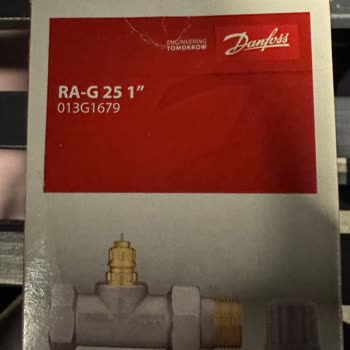 ENGINEERING
TOMORROW
Danfoss
RA-G 25 1”
013G1679